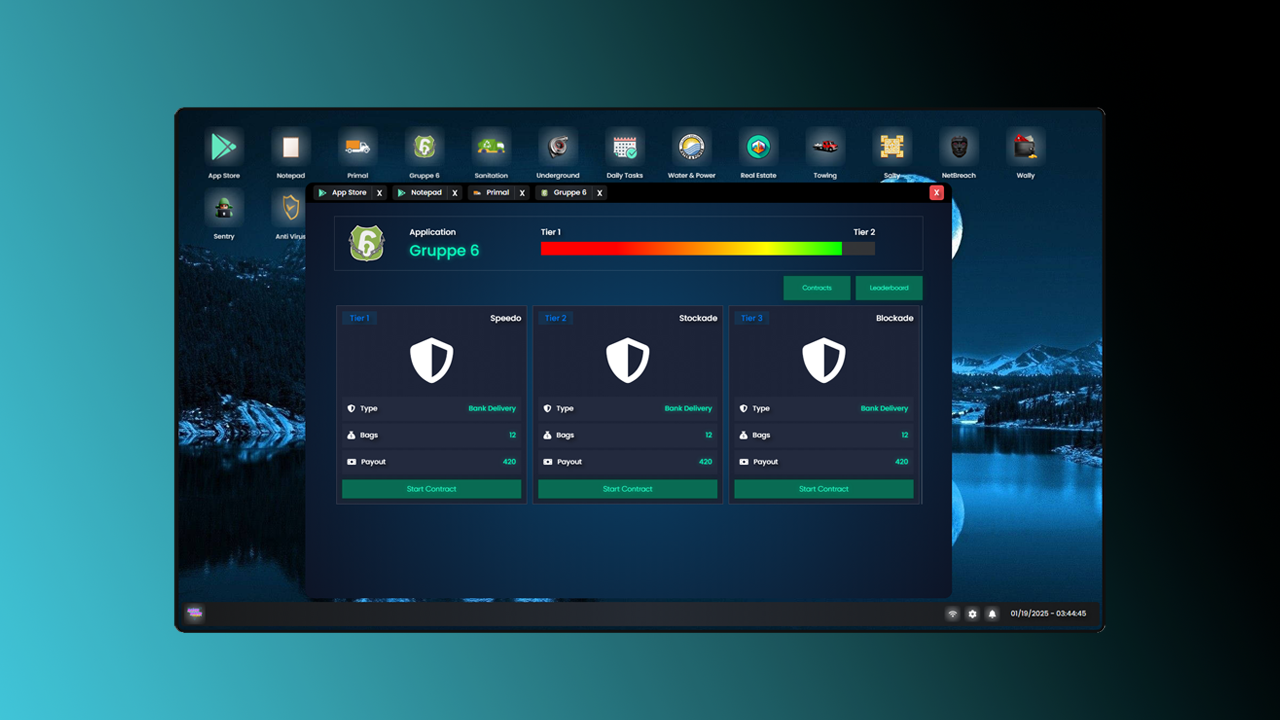 App Store Notepad Primal Gruppe 6 Sanitation Underground Daily Tasks Water & Power Real Estate Towing Salty NetBreach Wally
Sentry Anti Virus
App Store X Notepad X Primal X Gruppe 6 X X
6
Application
Gruppe 6
Tier 1 Tier 2
Contracts Leaderboard
Tier 1 Speedo
Type Bank Delivery
Bags 12
Payout 420
Start Contract
Tier 2 Stockade
Type Bank Delivery
Bags 12
Payout 420
Start Contract
Tier 3 Blockade
Type Bank Delivery
Bags 12
Payout 420
Start Contract
01/19/2025 - 03:44:45